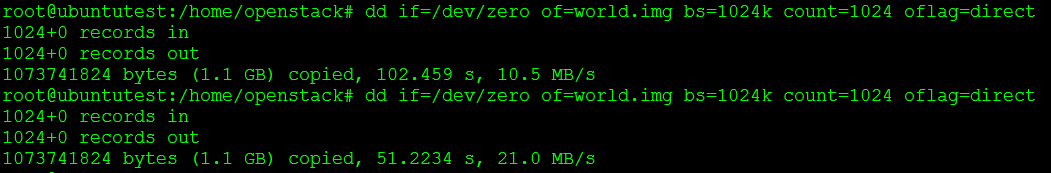 root@ubuntutest:/home/openstack# dd if=/dev/zero of=world.img bs=1024k count=1024 oflag=direct
1024+0 records in
1024+0 records out
1073741824 bytes (1.1 GB) copied, 102.459 s, 10.5 MB/s
root@ubuntutest:/home/openstack# dd if=/dev/zero of=world.img bs=1024k count=1024 oflag=direct
1024+0 records in
1024+0 records out
1073741824 bytes (1.1 GB) copied, 51.2234 s, 21.0 MB/s